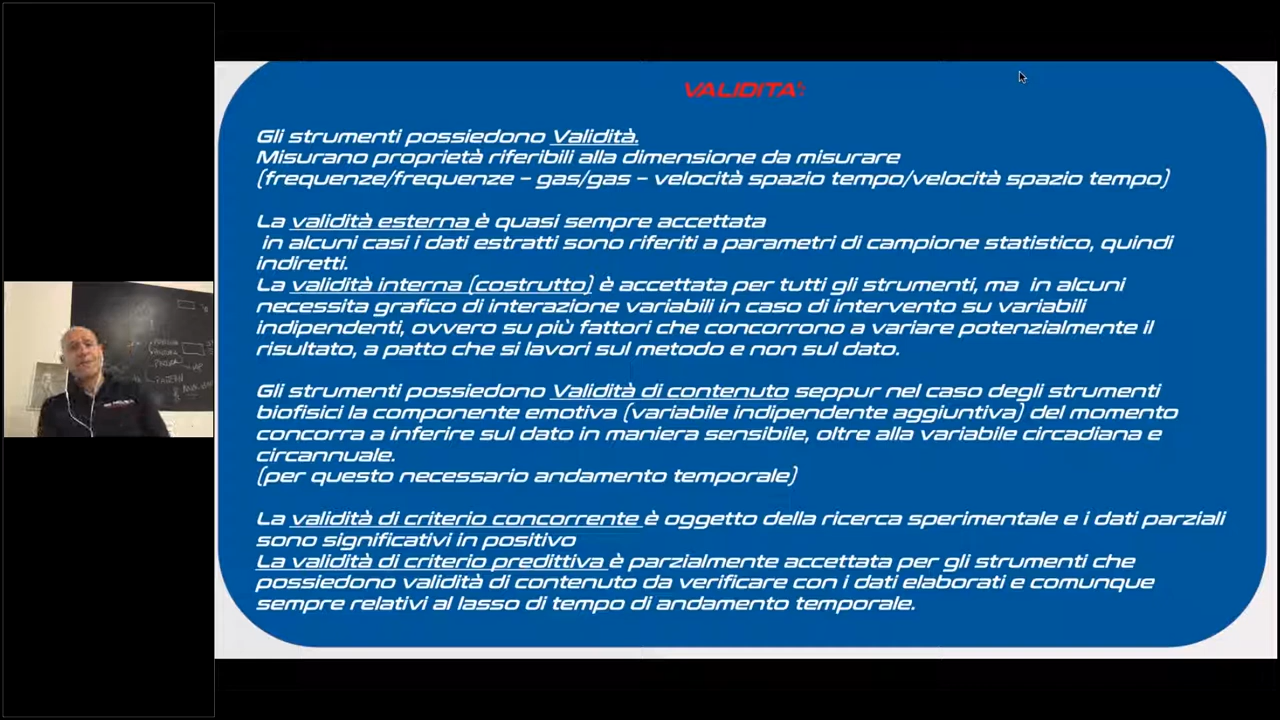 VALIDITA':
Gli strumenti possiedono Validità.
Misurano proprietà riferibili alla dimensione da misurare
(frequenze/frequenze – gas/gas – velocità spazio tempo/velocità spazio tempo)
La validità esterna è quasi sempre accettata
in alcuni casi i dati estratti sono riferiti a parametri di campione statistico, quindi
indiretti.
La validità interna (costrutto) è accettata per tutti gli strumenti, ma in alcuni
necessita grafico di interazione variabili in caso di intervento su variabili
indipendenti, ovvero su più fattori che concorrono a variare potenzialmente il
risultato, a patto che si lavori sul metodo e non sul dato.
Gli strumenti possiedono Validità di contenuto seppur nel caso degli strumenti
biofisici la componente emotiva (variabile indipendente aggiuntiva) del momento
concorra a inferire sul dato in maniera sensibile, oltre alla variabile circadiana e
circannuale.
(per questo necessario andamento temporale)
La validità di criterio concorrente è oggetto della ricerca sperimentale e i dati parziali
sono significativi in positivo
La validità di criterio predittiva è parzialmente accettata per gli strumenti che
possiedono validità di contenuto da verificare con i dati elaborati e comunque
sempre relativi al lasso di tempo di andamento temporale.